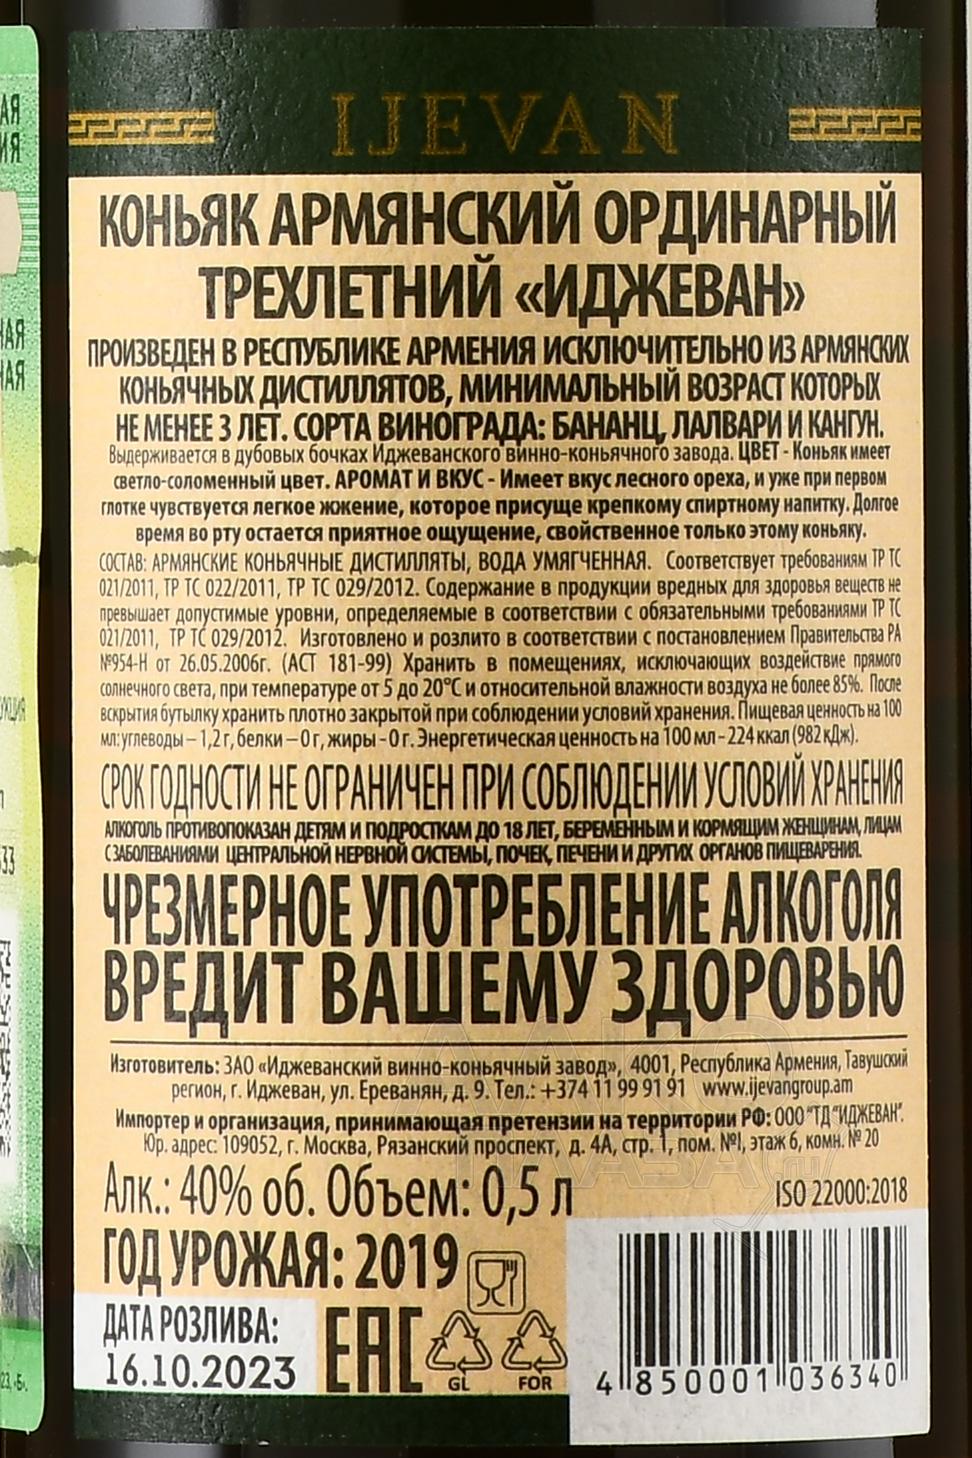 IJEVAN
КОНЬЯК АРМЯНСКИЙ ОРДИНАРНЫЙ
ТРЕХЛЕТНИЙ «ИДЖЕВАН»
ПРОИЗВЕДЕН В РЕСПУБЛИКЕ АРМЕНИЯ ИСКЛЮЧИТЕЛЬНО ИЗ АРМЯНСКИХ
КОНЬЯЧНЫХ ДИСТИЛЛЯТОВ, МИНИМАЛЬНЫЙ ВОЗРАСТ КОТОРЫХ
НЕ МЕНЕЕ 3 ЛЕТ. СОРТА ВИНОГРАДА: БАНАНЦ, ЛАЛВАРИ И КАНГУН.
Выдерживается в дубовых бочках Иджеванского винно-коньячного завода. ЦВЕТ - Коньяк имеет
светло-соломенный цвет. АРОМАТ И ВКУС - Имеет вкус лесного ореха, и уже при первом
глотке чувствуется легкое жжение, которое присуще крепкому спиртному напитку. Долгое
время во рту остается приятное ощущение, свойственное только этому коньяку.
СОСТАВ: АРМЯНСКИЕ КОНЬЯЧНЫЕ ДИСТИЛЛЯТЫ, ВОДА УМЯГЧЕННАЯ. Соответствует требованиям ТР ТС
021/2011, ТР ТС 022/2011, ТР ТС 029/2012. Содержание в продукции вредных для здоровья веществ не
превышает допустимые уровни, определяемые в соответствии с обязательными требованиями ТР ТС
021/2011, ТР ТС 029/2012. Изготовлено и розлито в соответствии с постановлением Правительства РА
№954-Н от 26.05.2006г. (АСТ 181-99) Хранить в помещениях, исключающих воздействие прямого
солнечного света, при температуре от 5 до 20°С и относительной влажности воздуха не более 85%. После
вскрытия бутылку хранить плотно закрытой при соблюдении условий хранения. Пищевая ценность на 100
мл: углеводы – 1,2 г, белки – 0 г, жиры - 0 г. Энергетическая ценность на 100 мл - 224 ккал (982 кДж).
СРОК ГОДНОСТИ НЕ ОГРАНИЧЕН ПРИ СОБЛЮДЕНИИ УСЛОВИЙ ХРАНЕНИЯ
АЛКОГОЛЬ ПРОТИВОПОКАЗАН ДЕТЯМ И ПОДРОСТКАМ ДО 18 ЛЕТ, БЕРЕМЕННЫМ И КОРМЯЩИМ ЖЕНЩИНАМ, ЛИЦАМ
С ЗАБОЛЕВАНИЯМИ ЦЕНТРАЛЬНОЙ НЕРВНОЙ СИСТЕМЫ, ПОЧЕК, ПЕЧЕНИ И ДРУГИХ ОРГАНОВ ПИЩЕВАРЕНИЯ.
ЧРЕЗМЕРНОЕ УПОТРЕБЛЕНИЕ АЛКОГОЛЯ
ВРЕДИТ ВАШЕМУ ЗДОРОВЬЮ
Изготовитель: ЗАО «Иджеванский винно-коньячный завод», 4001, Республика Армения, Тавушский
регион, г. Иджеван, ул. Ереванян, д. 9. Тел.: +374 11 99 91 91 www.ijevangroup.am
Импортер и организация, принимающая претензии на территории РФ: ООО "ТД "ИДЖЕВАН".
Юр. адрес: 109052, г. Москва, Рязанский проспект, д. 4А, стр. 1, пом. №I, этаж 6, комн. № 20
Алк.: 40% об. Объем: 0,5 л
ISO 22000:2018
ГОД УРОЖАЯ: 2019
ДАТА РОЗЛИВА:
16.10.2023
EAC
GL
FOR
4 850001 036340